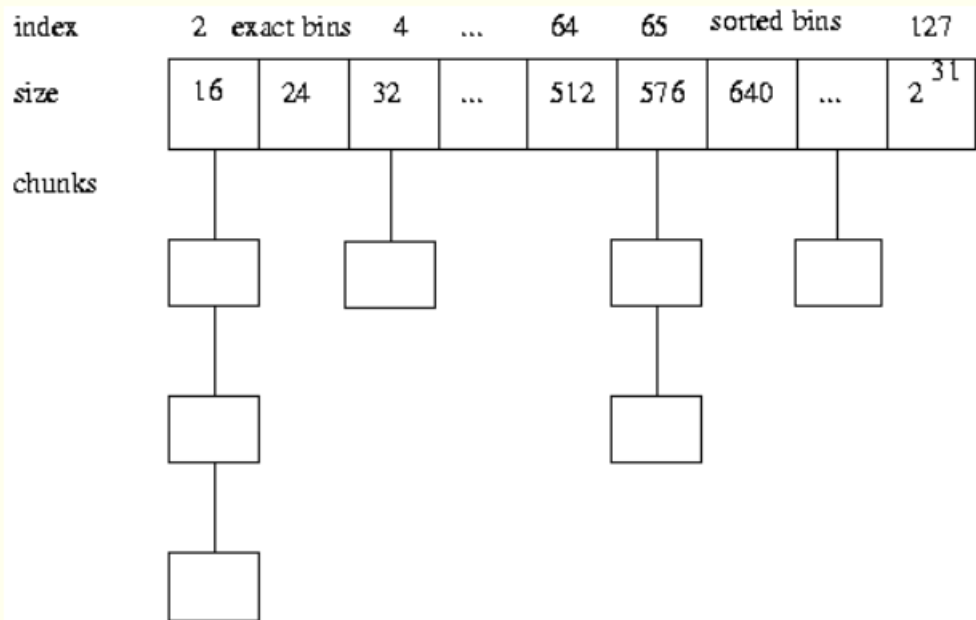 index 2 exact bins 4 ... 64 65 sorted bins 127
size 16 24 32 ... 512 576 640 ... 2^31
chunks